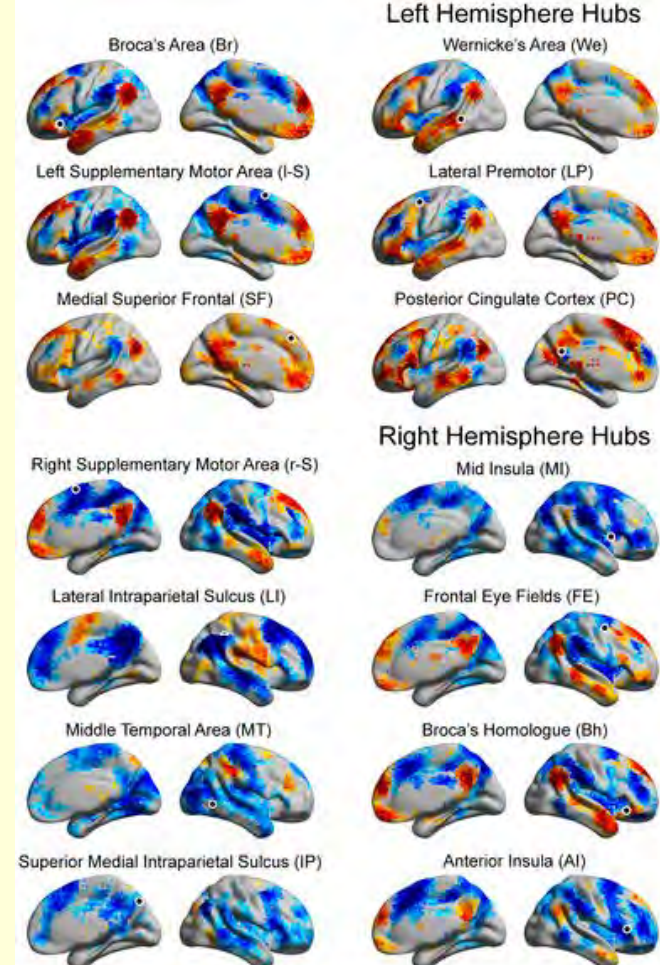 Left Hemisphere Hubs
Broca's Area (Br)
Wernicke's Area (We)
Left Supplementary Motor Area (l-S)
Lateral Premotor (LP)
Medial Superior Frontal (SF)
Posterior Cingulate Cortex (PC)
Right Hemisphere Hubs
Right Supplementary Motor Area (r-S)
Mid Insula (MI)
Lateral Intraparietal Sulcus (LI)
Frontal Eye Fields (FE)
Middle Temporal Area (MT)
Broca's Homologue (Bh)
Superior Medial Intraparietal Sulcus (IP)
Anterior Insula (AI)